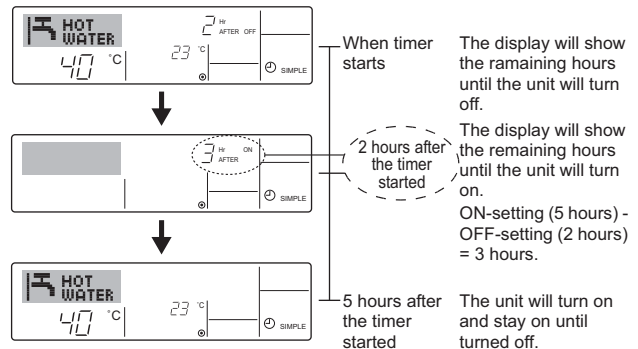 HOT
WATER
40 °C
2 Hr
AFTER OFF
23 °C
SIMPLE
When timer
starts
The display will show
the ramaining hours
until the unit will turn
off.
3 Hr ON
AFTER
SIMPLE
2 hours after
the timer
started
The display will show
the remaining hours
until the unit will turn
on.
ON-setting (5 hours) -
OFF-setting (2 hours)
= 3 hours.
HOT
WATER
40 °C
23 °C
SIMPLE
5 hours after
the timer
started
The unit will turn on
and stay on until
turned off.